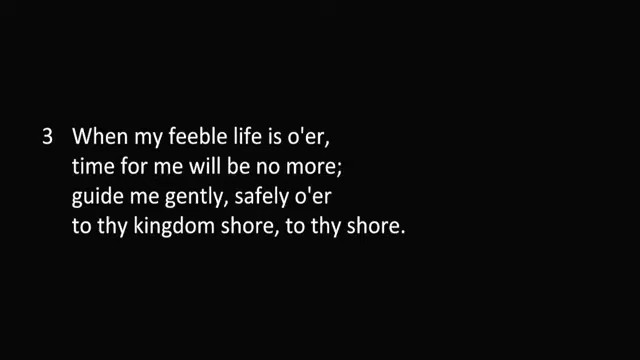 3 When my feeble life is o'er,
time for me will be no more;
guide me gently, safely o'er
to thy kingdom shore, to thy shore.